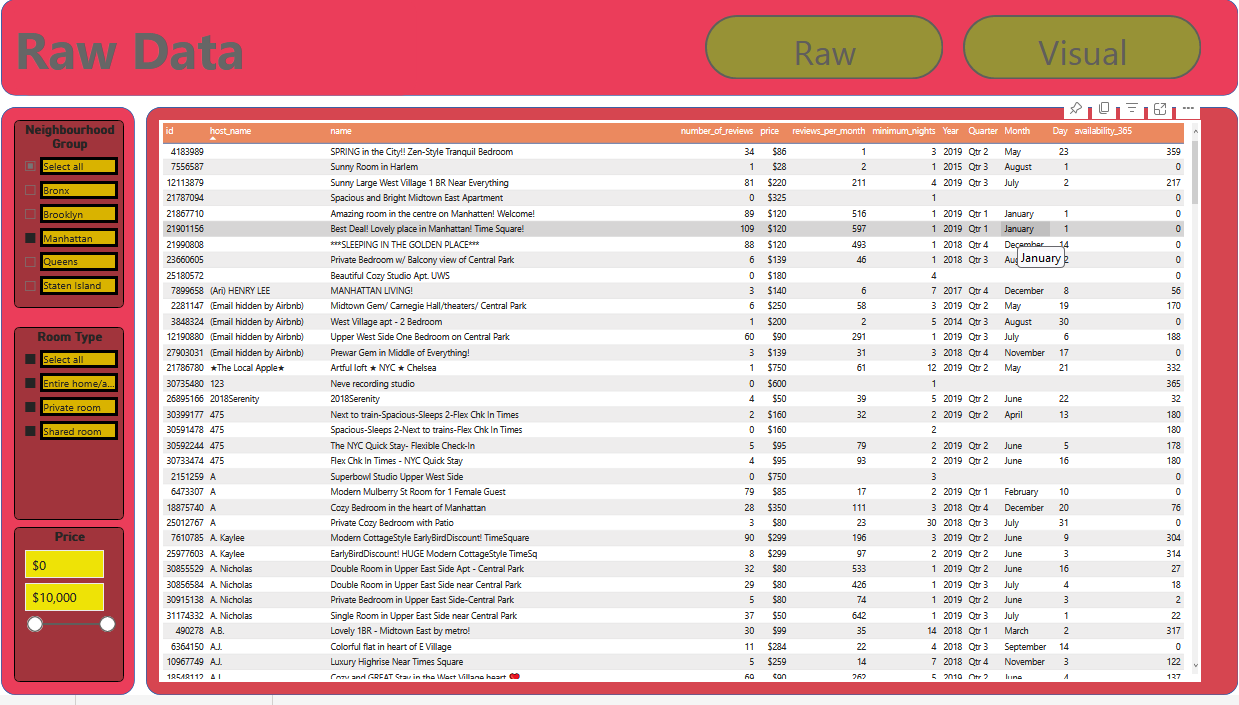 Raw Data
Raw
Visual
Neighbourhood
Group
Select all
Bronx
Brooklyn
Manhattan
Queens
Staten Island
Room Type
Select all
Entire home/a...
Private room
Shared room
Price
$0
$10,000
id host_name name number_of_reviews price reviews_per_month minimum_nights Year Quarter Month Day availability_365
4183989 SPRING in the City!! Zen-Style Tranquil Bedroom 34 $86 1 3 2019 Qtr 2 May 23 359
7556587 Sunny Room in Harlem 1 $28 2 1 2015 Qtr 3 August 1 0
12113879 Sunny Large West Village 1 BR Near Everything 81 $220 211 4 2019 Qtr 3 July 2 217
21787094 Spacious and Bright Midtown East Apartment 0 $325 1 0
21867710 Amazing room in the centre on Manhatten! Welcome! 89 $120 516 1 2019 Qtr 1 January 1 0
21901156 Best Deal! Lovely place in Manhattan! Time Square! 109 $120 597 1 2019 Qtr 1 January 1 0
21990808 ***SLEEPING IN THE GOLDEN PLACE*** 88 $120 493 1 2018 Qtr 4 December 14 0
23660605 Private Bedroom w/ Balcony view of Central Park 6 $139 46 1 2018 Qtr 3 Aug 2 0
January
25180572 Beautiful Cozy Studio Apt. UWS 0 $180 4 0
7899658 (Ari) HENRY LEE MANHATTAN LIVING! 3 $140 6 7 2017 Qtr 4 December 8 56
2281147 (Email hidden by Airbnb) Midtown Gem/ Carnegie Hall/theaters/ Central Park 6 $250 58 3 2019 Qtr 2 May 19 170
3848324 (Email hidden by Airbnb) West Village apt - 2 Bedroom 1 $200 2 5 2014 Qtr 3 August 30 0
12190880 (Email hidden by Airbnb) Upper West Side One Bedroom on Central Park 60 $90 291 1 2019 Qtr 3 July 6 188
27903031 (Email hidden by Airbnb) Prewar Gem in Middle of Everything! 3 $139 31 3 2018 Qtr 4 November 17 0
21786780 ★The Local Apple★ Artful loft ★ NYC ★ Chelsea 1 $750 61 12 2019 Qtr 2 May 21 332
30735480 123 Neve recording studio 0 $600 1 365
26895166 2018Serenity 2018Serenity 4 $50 39 5 2019 Qtr 2 June 22 32
30399177 475 Next to train-Spacious-Sleeps 2-Flex Chk In Times 2 $160 32 2 2019 Qtr 2 April 13 180
30591478 475 Spacious-Sleeps 2-Next to trains-Flex Chk In Times 0 $160 2 180
30592244 475 The NYC Quick Stay- Flexible Check-In 5 $95 79 2 2019 Qtr 2 June 5 178
30733474 475 Flex Chk In Times - NYC Quick Stay 4 $95 93 2 2019 Qtr 2 June 16 180
2151259 A Superbowl Studio Upper West Side 0 $750 3 0
6473307 A Modern Mulberry St Room for 1 Female Guest 79 $85 17 2 2019 Qtr 1 February 10 0
18875740 A Cozy Bedroom in the heart of Manhattan 28 $350 111 3 2018 Qtr 4 December 20 76
25012767 A Private Cozy Bedroom with Patio 3 $80 23 30 2018 Qtr 3 July 31 0
7610785 A. Kaylee Modern CottageStyle EarlyBirdDiscount! TimeSquare 90 $299 196 3 2019 Qtr 2 June 9 304
25977603 A. Kaylee EarlyBirdDiscount! HUGE Modern CottageStyle TimeSq 8 $299 97 2 2019 Qtr 2 June 3 314
30855529 A. Nicholas Double Room in Upper East Side Apt - Central Park 32 $80 533 1 2019 Qtr 2 June 16 27
30856584 A. Nicholas Double Room in Upper East Side near Central Park 29 $80 426 1 2019 Qtr 3 July 4 18
30915138 A. Nicholas Private Bedroom in Upper East Side-Central Park 5 $80 74 1 2019 Qtr 2 June 3 2
31174332 A. Nicholas Single Room in Upper East Side near Central Park 37 $50 642 1 2019 Qtr 3 July 1 22
490278 A.B. Lovely 1BR - Midtown East by metro! 30 $99 35 14 2018 Qtr 1 March 2 317
6364150 A.J. Colorful flat in heart of E Village 11 $284 22 4 2018 Qtr 3 September 14 0
10967749 A.J. Luxury Highrise Near Times Square 5 $259 14 7 2018 Qtr 4 November 3 122
18548112 A.J. Cozy and GREAT Stay in the West Village heart ❤ 69 $90 262 5 2019 Qtr 2 June 4 137